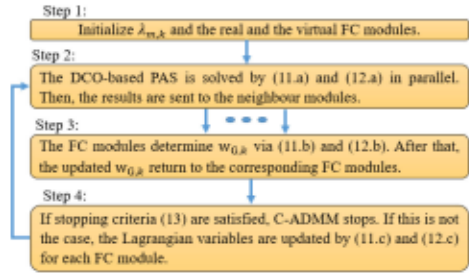 Step 1:
Initialize λm,k and the real and the virtual FC modules.
Step 2:
The DCO-based PAS is solved by (11.a) and (12.a) in parallel.
Then, the results are sent to the neighbour modules.
Step 3:
The FC modules determine wG,k via (11.b) and (12.b). After that,
the updated wG,k return to the corresponding FC modules.
Step 4:
If stopping criteria (13) are satisfied, C-ADMM stops. If this is not
the case, the Lagrangian variables are updated by (11.c) and (12.c)
for each FC module.